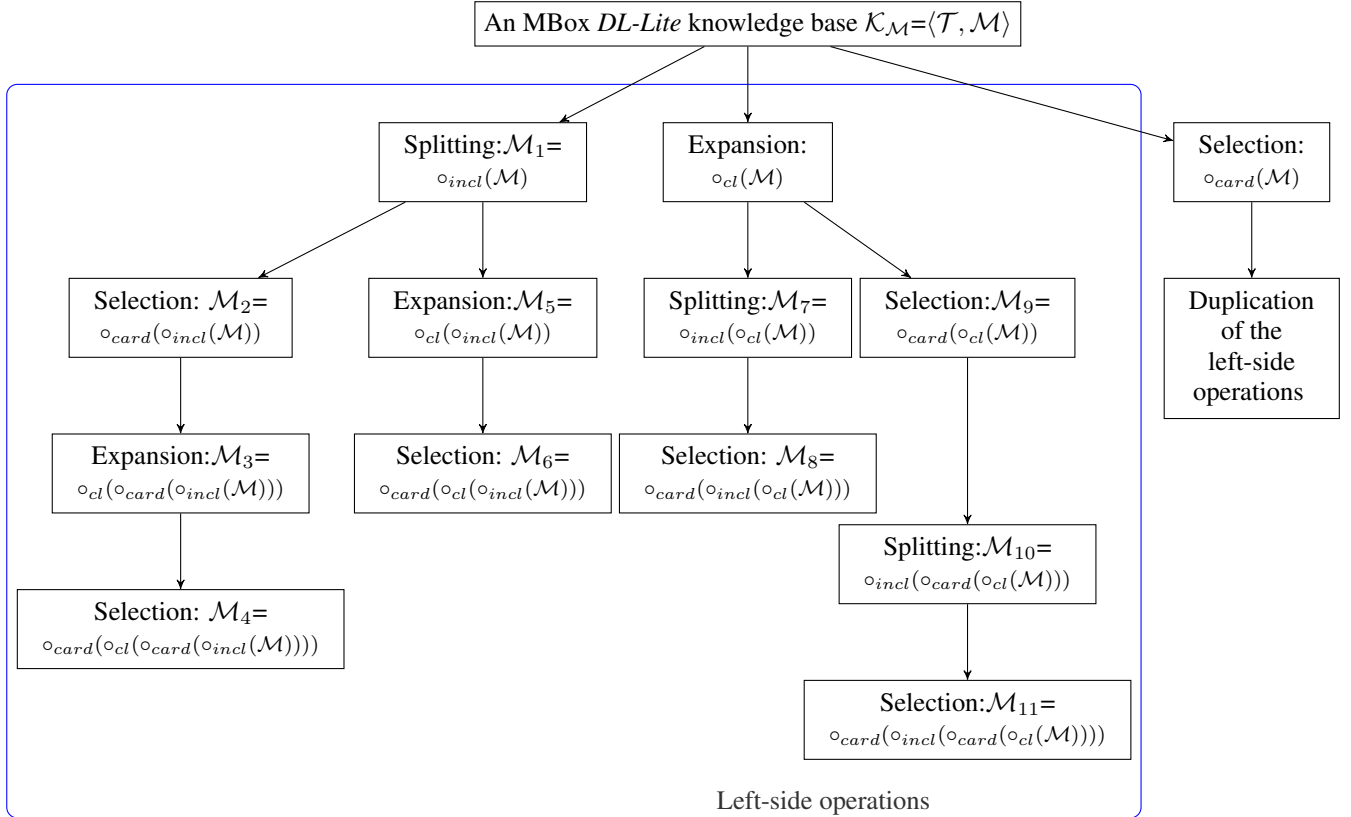 An MBox DL-Lite knowledge base 𝒦_ℳ=⟨𝒯, ℳ⟩
Splitting:ℳ₁=
∘incl(ℳ)
Expansion:
∘cl(ℳ)
Selection:
∘card(ℳ)
Selection: ℳ₂=
∘card(∘incl(ℳ))
Expansion:ℳ₅=
∘cl(∘incl(ℳ))
Splitting:ℳ₇=
∘incl(∘cl(ℳ))
Selection:ℳ₉=
∘card(∘cl(ℳ))
Duplication
of the
left-side
operations
Expansion:ℳ₃=
∘cl(∘card(∘incl(ℳ)))
Selection: ℳ₆=
∘card(∘cl(∘incl(ℳ)))
Selection: ℳ₈=
∘card(∘incl(∘cl(ℳ)))
Splitting:ℳ₁₀=
∘incl(∘card(∘cl(ℳ)))
Selection: ℳ₄=
∘card(∘cl(∘card(∘incl(ℳ))))
Selection:ℳ₁₁=
∘card(∘incl(∘card(∘cl(ℳ))))
Left-side operations